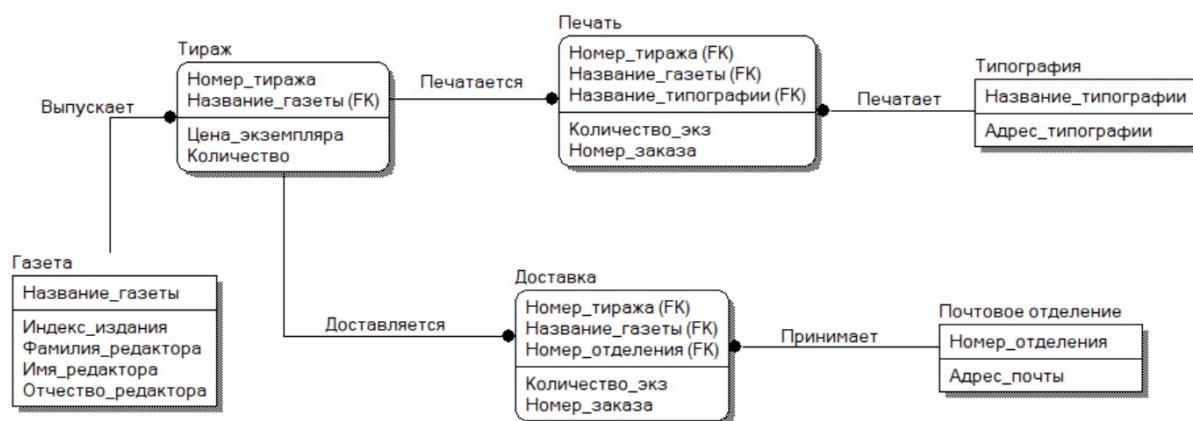 Тираж
Номер_тиража
Название_газеты (FK)
Цена_экземпляра
Количество
Выпускает
Печатается
Печать
Номер_тиража (FK)
Название_газеты (FK)
Название_типографии (FK)
Количество_экз
Номер_заказа
Печатает
Типография
Название_типографии
Адрес_типографии
Газета
Название_газеты
Индекс_издания
Фамилия_редактора
Имя_редактора
Отчество_редактора
Доставляется
Доставка
Номер_тиража (FK)
Название_газеты (FK)
Номер_отделения (FK)
Количество_экз
Номер_заказа
Принимает
Почтовое отделение
Номер_отделения
Адрес_почты